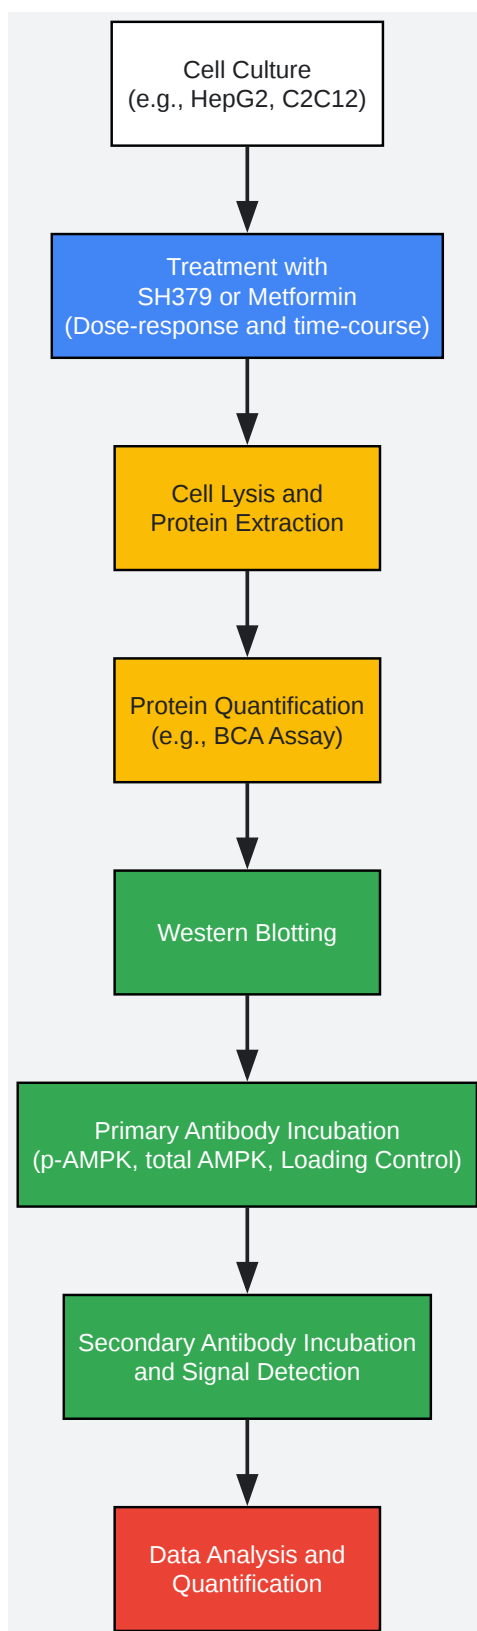 Cell Culture
(e.g., HepG2, C2C12)
Treatment with
SH379 or Metformin
(Dose-response and time-course)
Cell Lysis and
Protein Extraction
Protein Quantification
(e.g., BCA Assay)
Western Blotting
Primary Antibody Incubation
(p-AMPK, total AMPK, Loading Control)
Secondary Antibody Incubation
and Signal Detection
Data Analysis and
Quantification